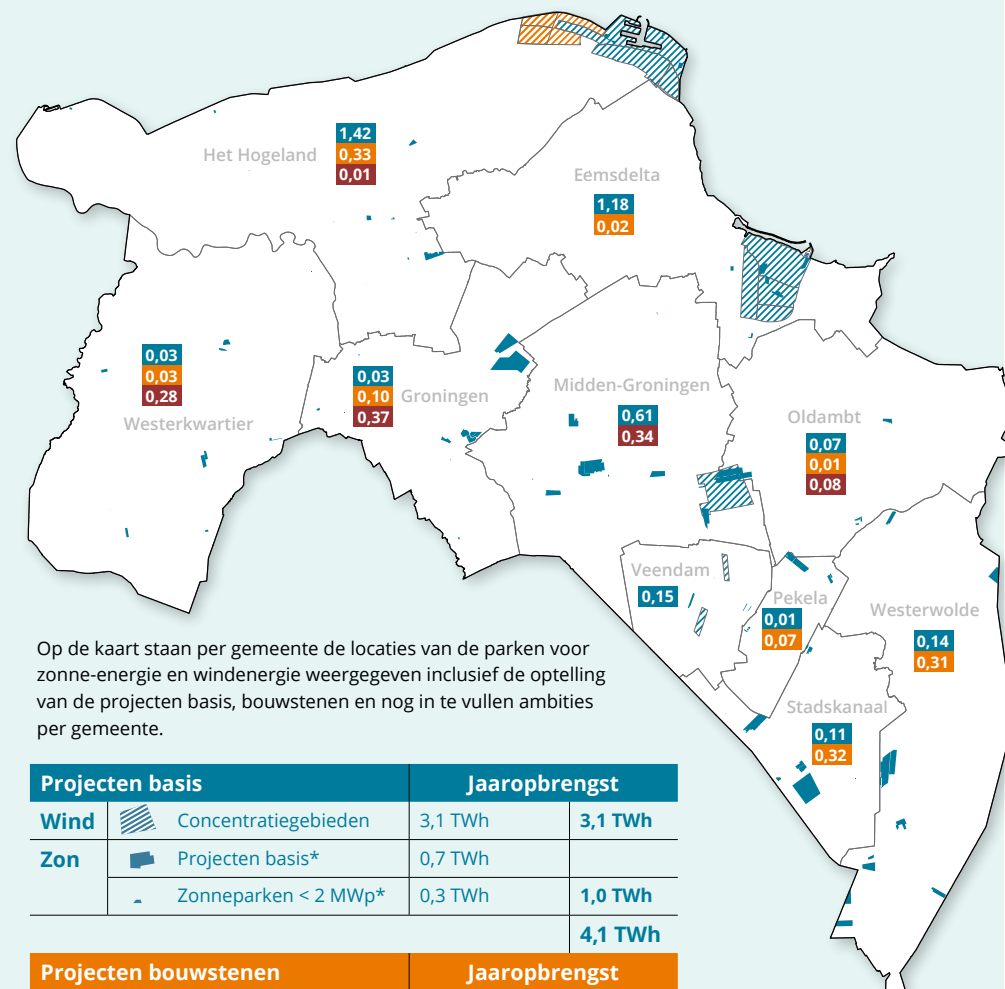 Het Hogeland
1,42
0,33
0,01
Eemsdelta
1,18
0,02
Westerkwartier
0,03
0,03
0,28
Groningen
0,03
0,10
0,37
Midden-Groningen
0,61
0,34
Oldambt
0,07
0,01
0,08
Veendam
0,15
Pekela
0,01
0,07
Westerwolde
0,14
0,31
Stadskanaal
0,11
0,32
Op de kaart staan per gemeente de locaties van de parken voor
zonne-energie en windenergie weergegeven inclusief de optelling
van de projecten basis, bouwstenen en nog in te vullen ambities
per gemeente.
Projecten basis Jaaropbrengst
Wind Concentratiegebieden 3,1 TWh 3,1 TWh
Zon Projecten basis* 0,7 TWh
Zonneparken < 2 MWp* 0,3 TWh 1,0 TWh
4,1 TWh
Projecten bouwstenen Jaaropbrengst